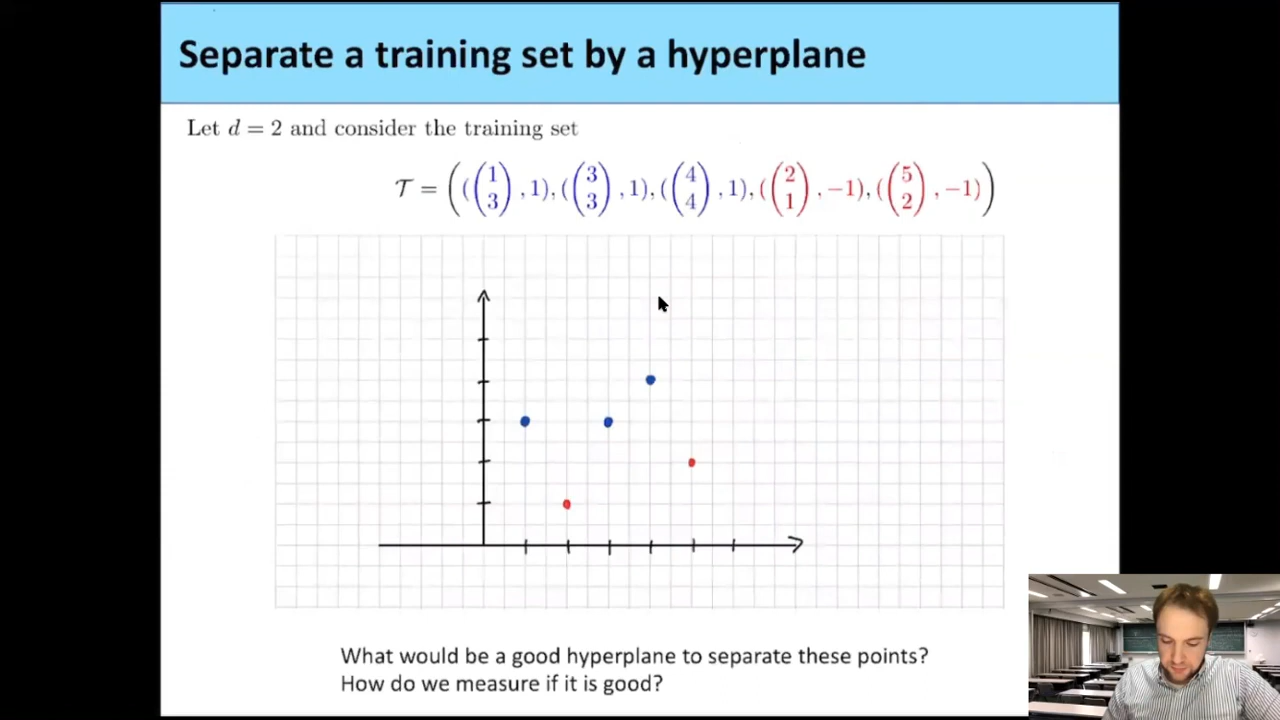 Separate a training set by a hyperplane
Let d = 2 and consider the training set
𝒯 = (((1 3), 1), ((3 3), 1), ((4 4), 1), ((2 1), −1), ((5 2), −1))
What would be a good hyperplane to separate these points?
How do we measure if it is good?